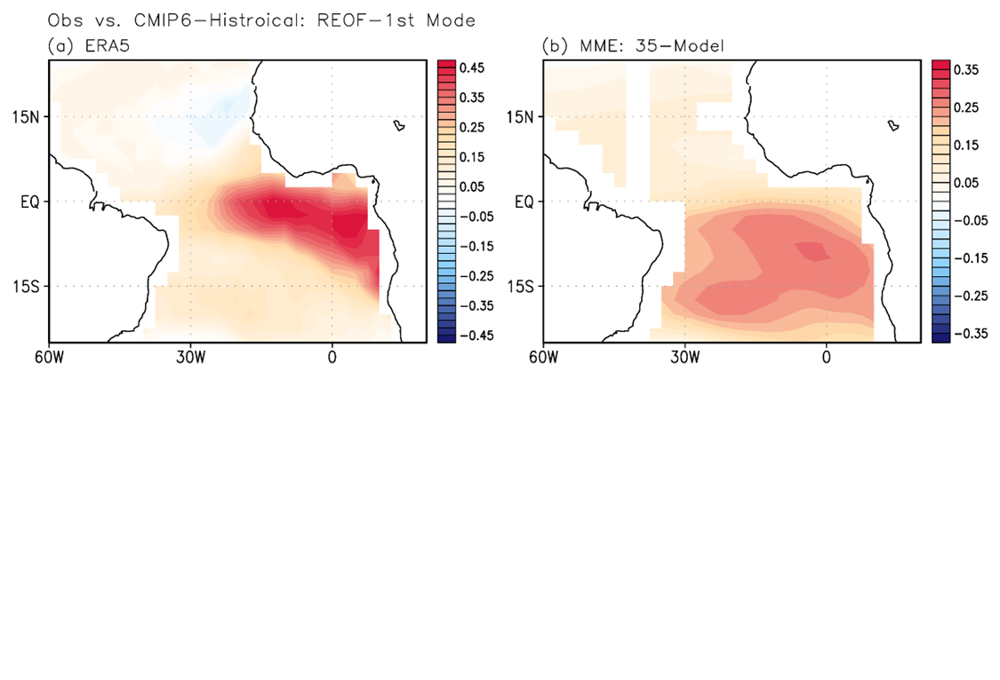 Obs vs. CMIP6-Histroical: REOF-1st Mode
(a) ERA5
(b) MME: 35-Model
15N
EQ
15S
60W
30W
0
0.45
0.35
0.25
0.15
0.05
-0.05
-0.15
-0.25
-0.35
-0.45
15N
EQ
15S
60W
30W
0
0.35
0.25
0.15
0.05
-0.05
-0.15
-0.25
-0.35